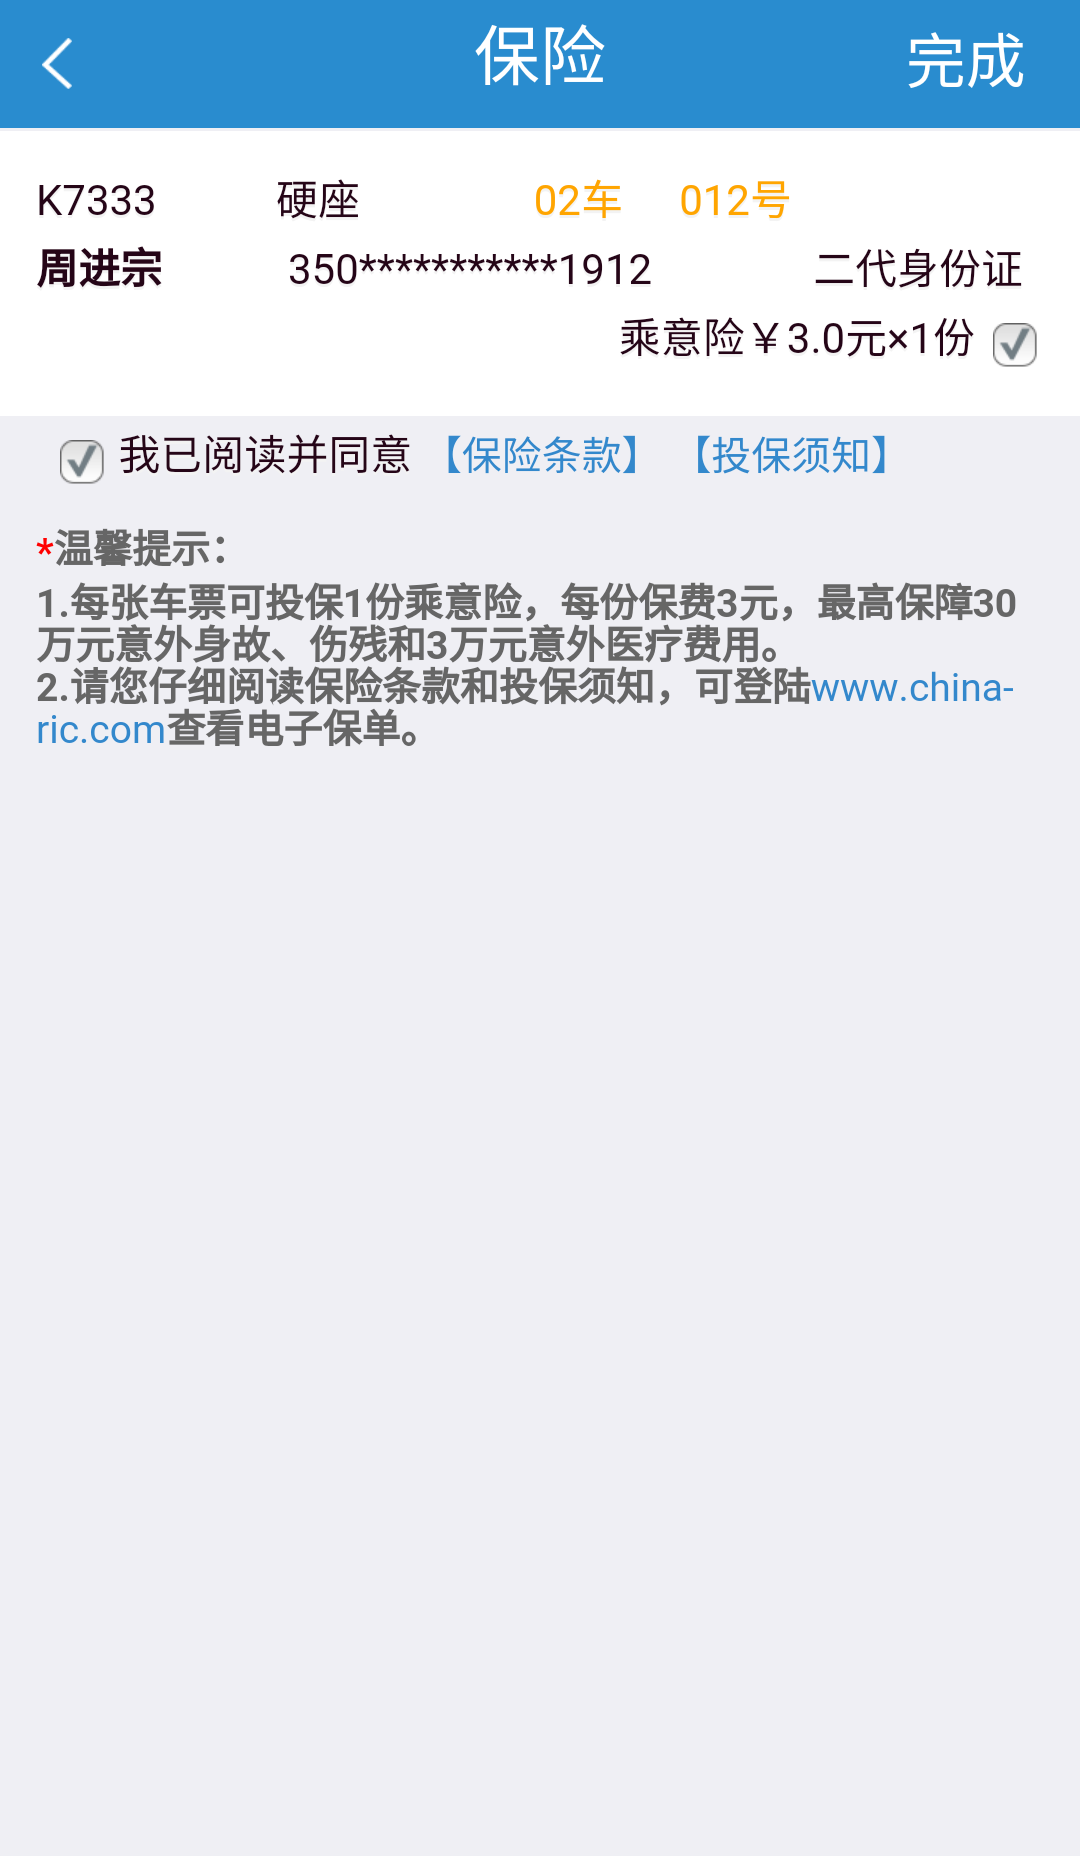 保险 完成
K7333 硬座 02车 012号
周进宗 350***********1912 二代身份证
乘意险￥3.0元×1份
我已阅读并同意 【保险条款】 【投保须知】
*温馨提示：
1.每张车票可投保1份乘意险，每份保费3元，最高保障30
万元意外身故、伤残和3万元意外医疗费用。
2.请您仔细阅读保险条款和投保须知，可登陆www.china-
ric.com查看电子保单。